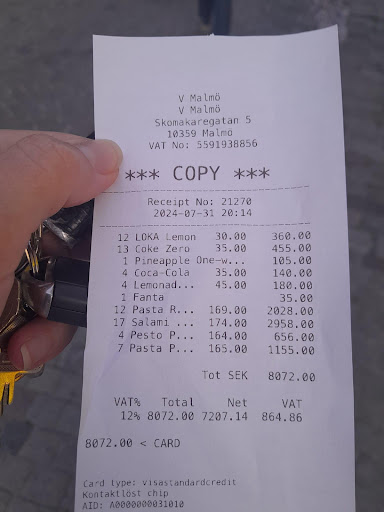 V Malmö
V Malmö
Skomakaregatan 5
10359 Malmö
VAT No: 5591938856
*** COPY ***
Receipt No: 21270
2024-07-31 20:14
12 LOKA Lemon 30.00 360.00
13 Coke Zero 35.00 455.00
1 Pineapple One-w... 105.00
4 Coca-Cola 35.00 140.00
4 Lemonad... 45.00 180.00
1 Fanta 35.00
12 Pasta R... 169.00 2028.00
17 Salami ... 174.00 2958.00
4 Pesto P... 164.00 656.00
7 Pasta P... 165.00 1155.00
Tot SEK 8072.00
VAT% Total Net VAT
12% 8072.00 7207.14 864.86
8072.00 < CARD
Card type: visastandardcredit
Kontaktlöst chip
AID: A0000000031010